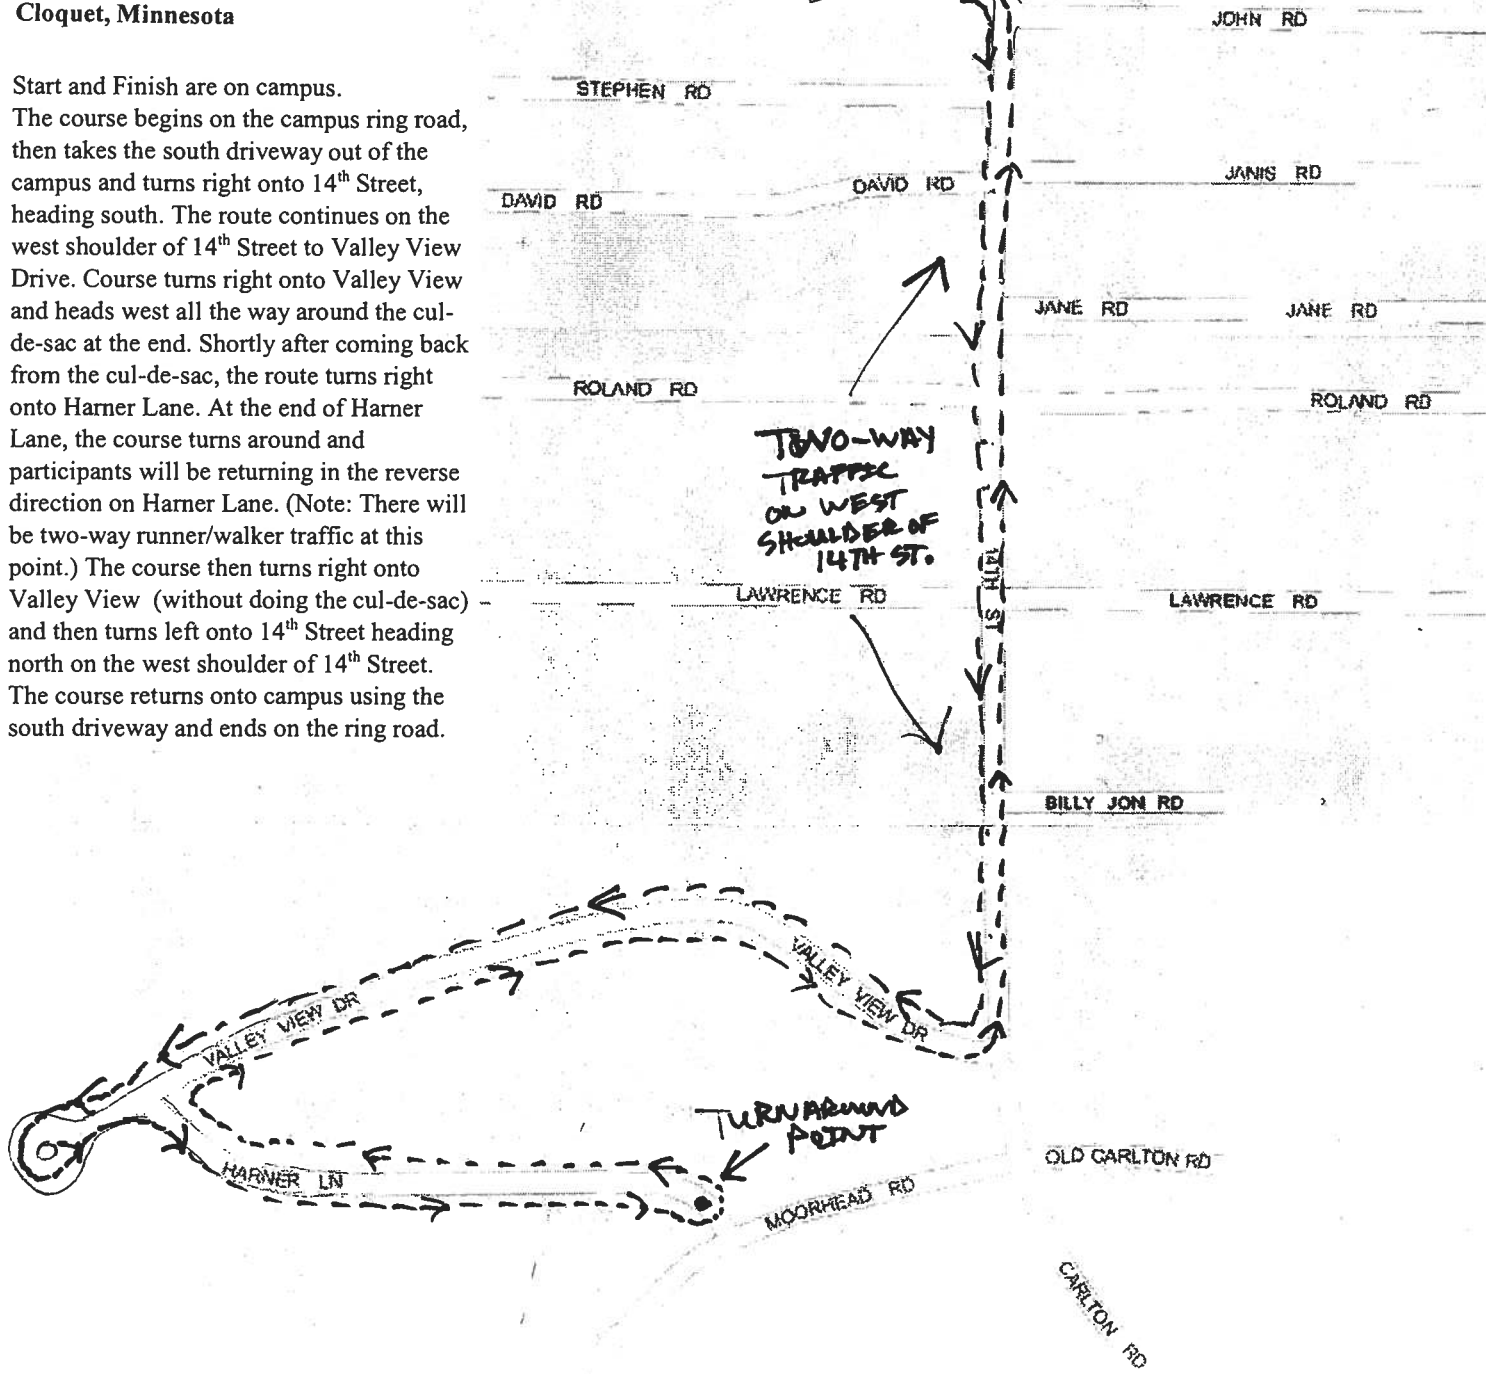 Cloquet, Minnesota
Start and Finish are on campus.
The course begins on the campus ring road,
then takes the south driveway out of the
campus and turns right onto 14th Street,
heading south. The route continues on the
west shoulder of 14th Street to Valley View
Drive. Course turns right onto Valley View
and heads west all the way around the cul-
de-sac at the end. Shortly after coming back
from the cul-de-sac, the route turns right
onto Harner Lane. At the end of Harner
Lane, the course turns around and
participants will be returning in the reverse
direction on Harner Lane. (Note: There will
be two-way runner/walker traffic at this
point.) The course then turns right onto
Valley View (without doing the cul-de-sac)
and then turns left onto 14th Street heading
north on the west shoulder of 14th Street.
The course returns onto campus using the
south driveway and ends on the ring road.
JOHN RD
STEPHEN RD
JANIS RD
DAVID RD
DAVID RD
JANE RD
JANE RD
ROLAND RD
ROLAND RD
TWO-WAY
TRAFFIC
ON WEST
SHOULDER OF
14TH ST.
14TH ST
LAWRENCE RD
LAWRENCE RD
BILLY JON RD
VALLEY VIEW DR
VALLEY VIEW DR
TURNAROUND
POINT
HARNER LN
MOORHEAD RD
OLD CARLTON RD
CARLTON RD